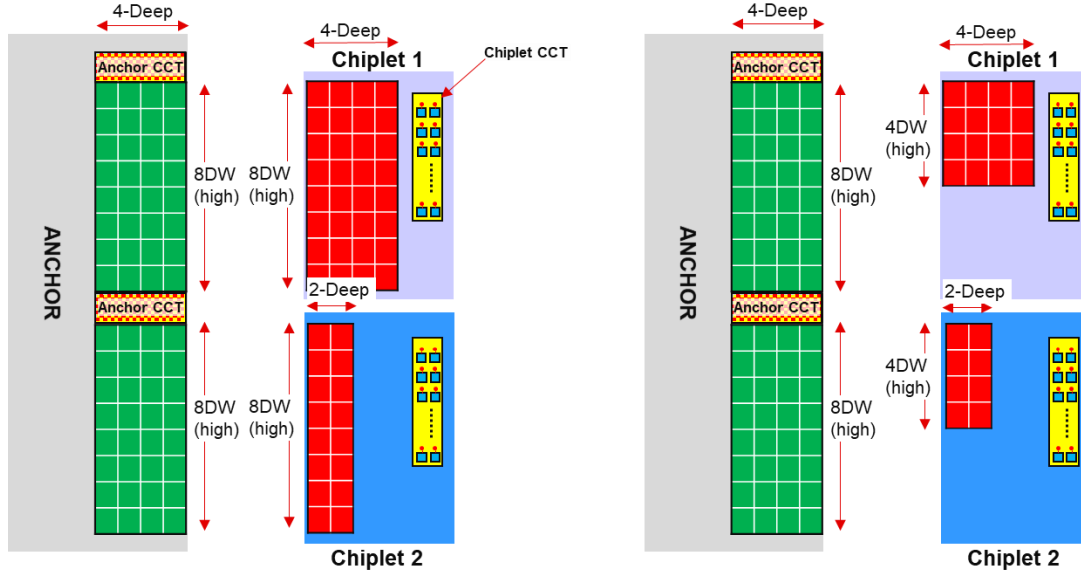 4-Deep
4-Deep
Chiplet 1
Chiplet CCT
Anchor CCT
8DW
(high)
8DW
(high)
ANCHOR
2-Deep
Anchor CCT
8DW
(high)
8DW
(high)
Chiplet 2
4-Deep
4-Deep
Chiplet 1
Anchor CCT
4DW
(high)
8DW
(high)
ANCHOR
2-Deep
Anchor CCT
4DW
(high)
8DW
(high)
Chiplet 2